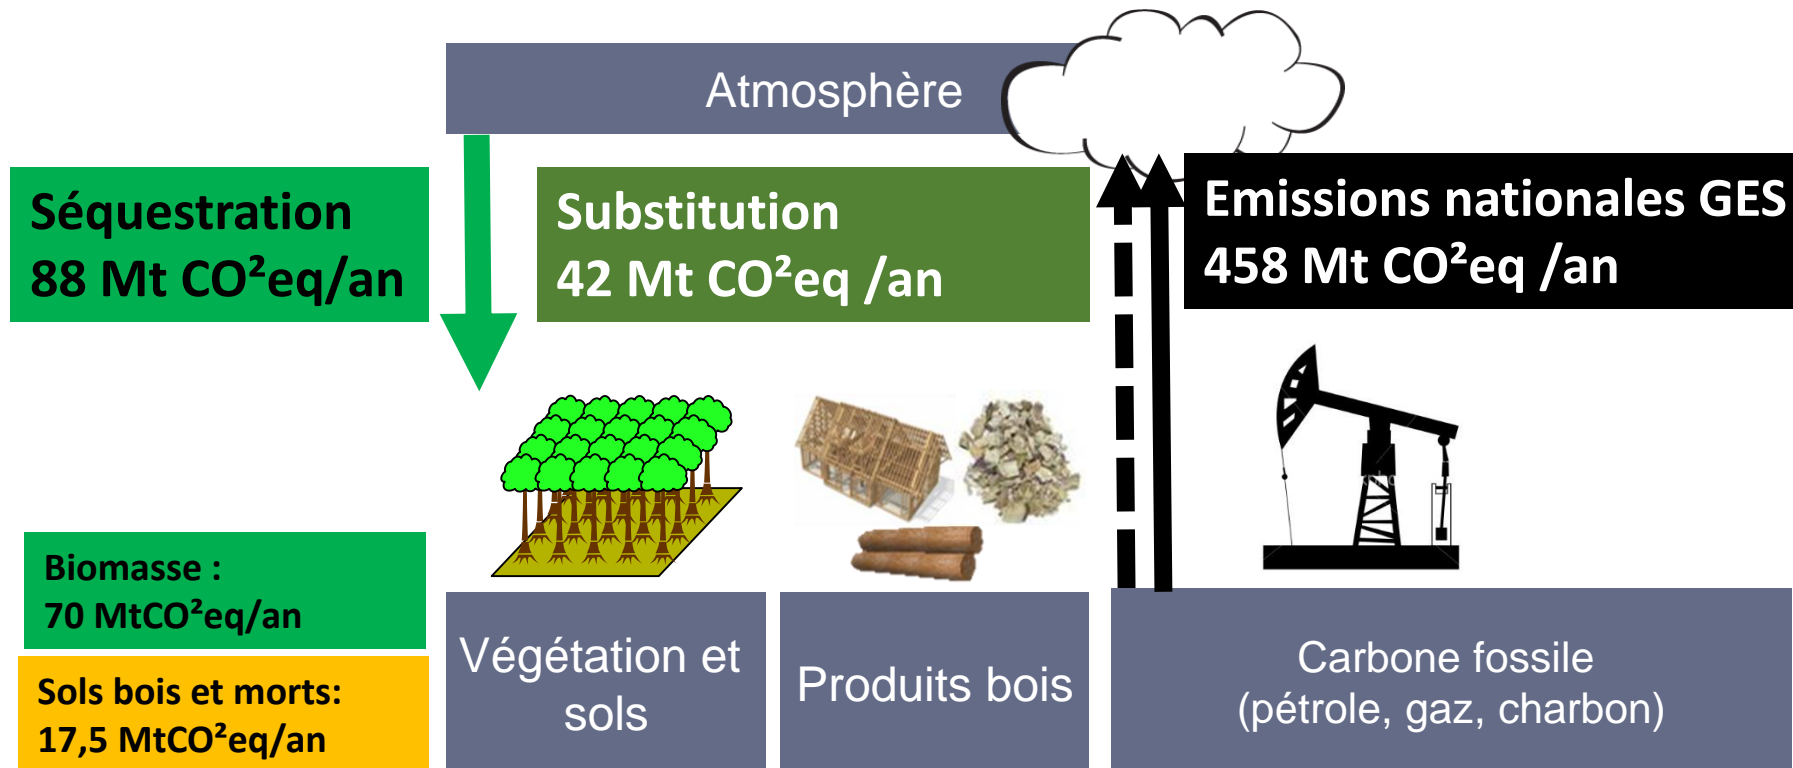 Atmosphère
Séquestration
88 Mt CO²eq/an
Substitution
42 Mt CO²eq /an
Emissions nationales GES
458 Mt CO²eq /an
Biomasse :
70 MtCO²eq/an
Sols bois et morts:
17,5 MtCO²eq/an
Végétation et
sols
Produits bois
Carbone fossile
(pétrole, gaz, charbon)